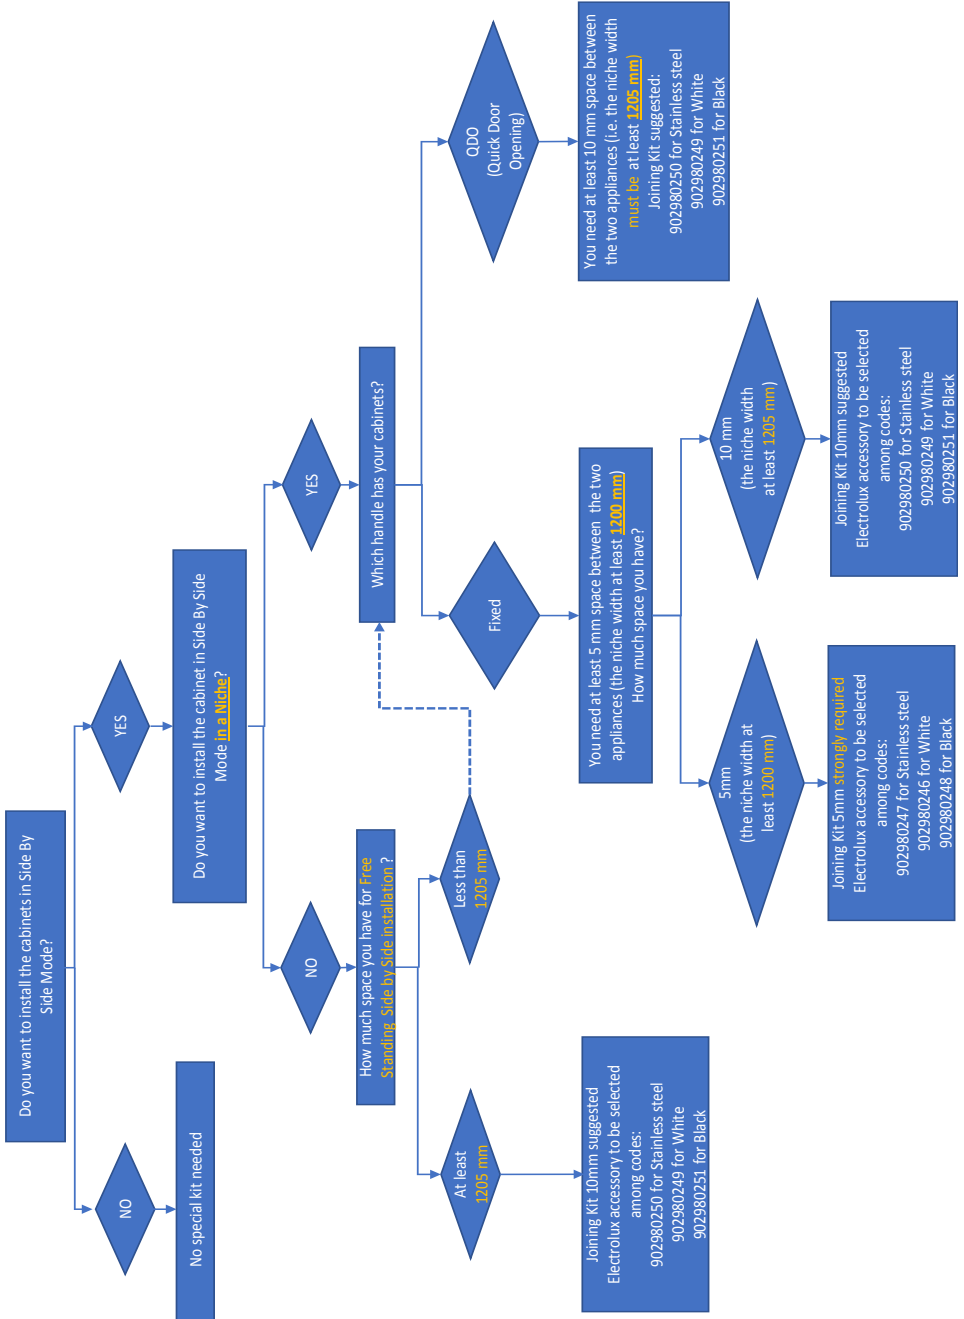 Do you want to install the cabinets in Side By
Side Mode?
NO
YES
No special kit needed
Do you want to install the cabinet in Side By Side
Mode in a Niche?
NO
YES
How much space you have for Free
Standing Side by Side installation ?
Which handle has your cabinets?
At least
1205 mm
Less than
1205 mm
Fixed
QDO
(Quick Door
Opening)
Joining Kit 10mm suggested
Electrolux accessory to be selected
among codes:
902980250 for Stainless steel
902980249 for White
902980251 for Black
You need at least 5 mm space between the two
appliances (the niche width at least 1200 mm)
How much space you have?
You need at least 10 mm space between
the two appliances (i.e. the niche width
must be at least 1205 mm)
Joining Kit suggested:
902980250 for Stainless steel
902980249 for White
902980251 for Black
5mm
(the niche width at
least 1200 mm)
10 mm
(the niche width
at least 1205 mm)
Joining Kit 5mm strongly required
Electrolux accessory to be selected
among codes:
902980247 for Stainless steel
902980246 for White
902980248 for Black
Joining Kit 10mm suggested
Electrolux accessory to be selected
among codes:
902980250 for Stainless steel
902980249 for White
902980251 for Black